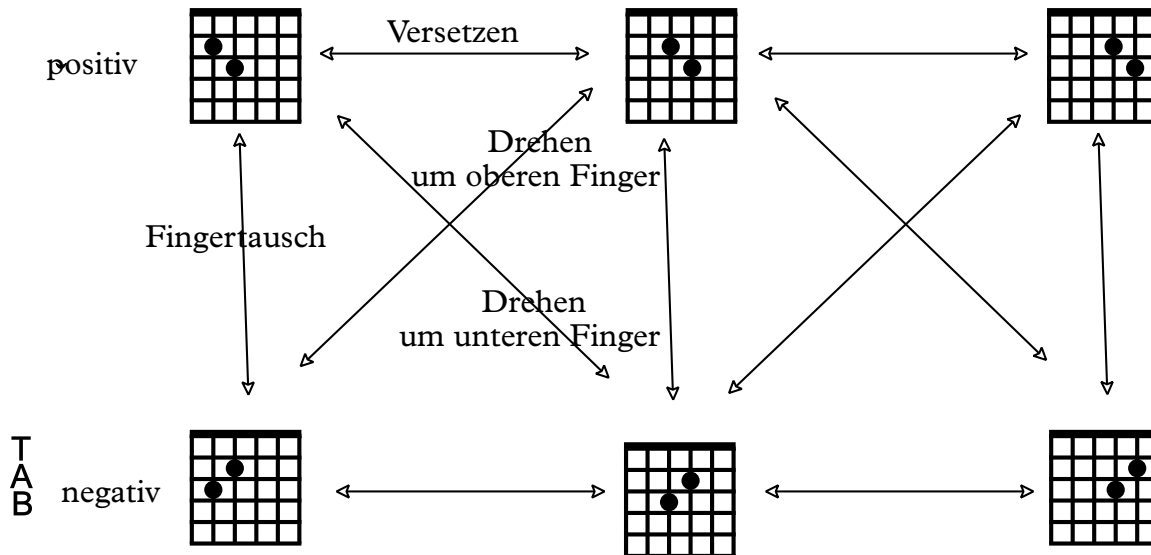 Versetzen
positiv
Drehen
um oberen Finger
Fingertausch
Drehen
um unteren Finger
T
A
B
negativ